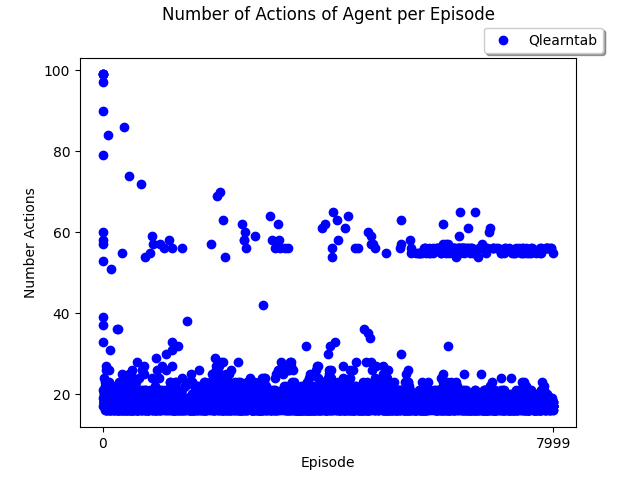 Number of Actions of Agent per Episode
Qlearntab
100
80
60
40
20
Number Actions
0
7999
Episode